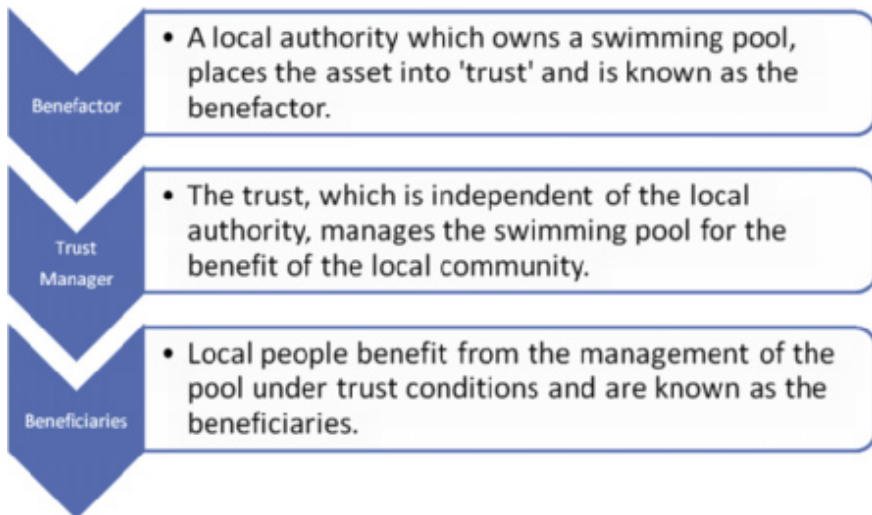 Benefactor
• A local authority which owns a swimming pool,
places the asset into 'trust' and is known as the
benefactor.
Trust
Manager
• The trust, which is independent of the local
authority, manages the swimming pool for the
benefit of the local community.
Beneficiaries
• Local people benefit from the management of the
pool under trust conditions and are known as the
beneficiaries.